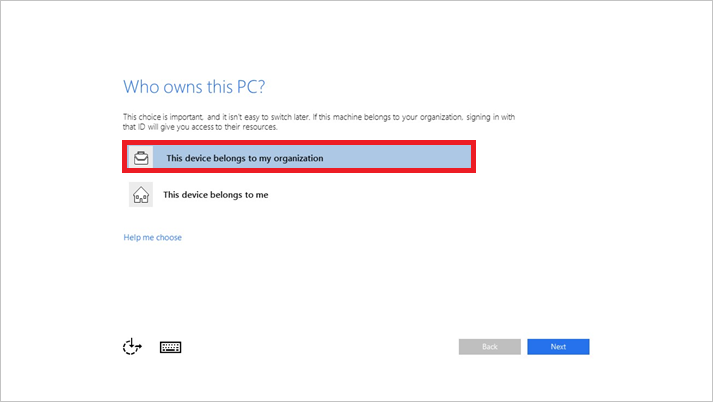 Who owns this PC?
This choice is important, and it isn't easy to switch later. If this machine belongs to your organization, signing in with
that ID will give you access to their resources.
This device belongs to my organization
This device belongs to me
Help me choose
Back
Next